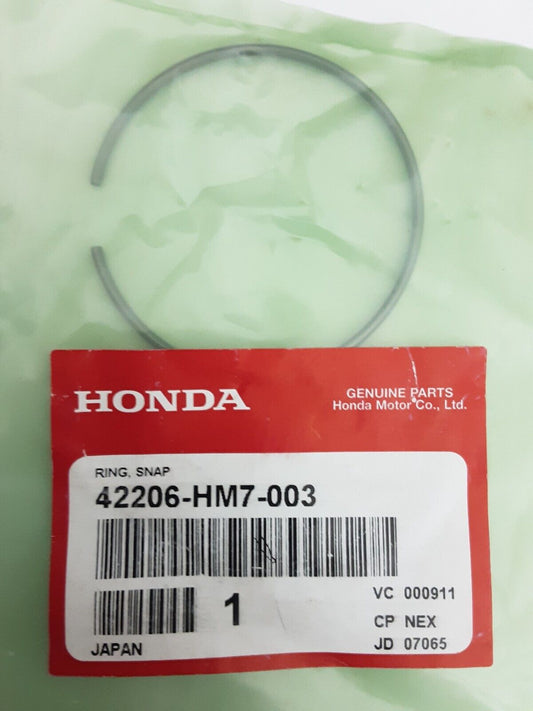 HONDA
GENUINE PARTS
Honda Motor Co., Ltd.
RING, SNAP
42206-HM7-003
1
VC 000911
CP NEX
JAPAN
JD 07065